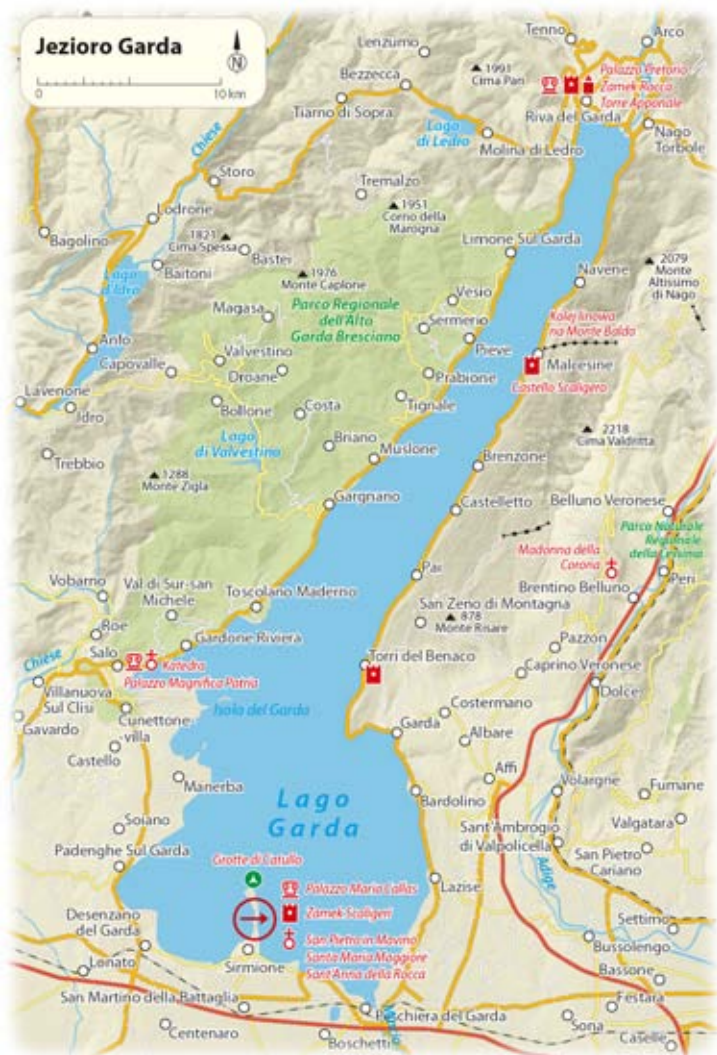 Jezioro Garda
N
0 10 km
Tenno
Arco
Lenzumo
1991
Cima Pari
Palazzo Pretorio
Zamek Rocca
Torre Apponale
Bezzecca
Riva del Garda
Tiarno di Sopra
Lago
di Ledro
Molina di Ledro
Nago
Torbole
Chiese
Storo
Tremalzo
1951
Corno della
Marogna
Lodrone
Bagolino
1821
Cima Spessa
Bastei
Limone Sul Garda
2079
Monte
Altissimo
di Nago
Baitoni
Lago
d'Idro
1976
Monte Caplone
Navene
Magasa
Parco Regionale
dell'Alto
Garda Bresciano
Vesio
Sermerio
Kolej linowa
na Monte Baldo
Anfo
Capovalle
Valvestino
Droane
Pieve
Malcesine
Prabione
Castello Scaligero
Lavenone
Idro
Bollone
Costa
Tignale
2218
Cima Valdritta
Lago
di Valvestino
Briano
Muslone
Trebbio
1288
Monte Zigla
Brenzone
Gargnano
Castelletto
Belluno Veronese
Parco Naturale
Regionale
della Lessinia
Madonna della
Corona
Peri
Vobarno
Val di Sur-san
Michele
Toscolano Maderno
Pai
Brentino Belluno
San Zeno di Montagna
878
Monte Risare
Roe
Gardone Riviera
Pazzon
Chiese
Salo
Katedra
Palazzo Magnifica Patria
Torri del Benaco
Caprino Veronese
Villanuova
Sul Clisi
Dolce
Isola del Garda
Costermano
Gavardo
Cunettone-
villa
Garda
Albare
Castello
Affi
Manerba
Volargne
Fumane
Lago
Garda
Bardolino
Soiano
Sant'Ambrogio
di Valpolicella
Valgatara
Padenghe Sul Garda
San Pietro
Cariano
Grotte di Catullo
Adige
Palazzo Maria Callas
Lazise
Zamek Scaligeri
Desenzano
del Garda
San Pietro in Mavino
Santa Maria Maggiore
Sant'Anna della Rocca
Settimo
Bussolengo
Lonato
Sirmione
Bassone
San Martino della Battaglia
Peschiera del Garda
Festara
Centenaro
Boschetti
Sona
Caselle